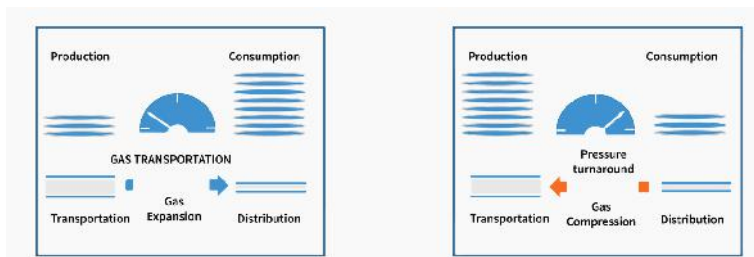 Production
Consumption
GAS TRANSPORTATION
Gas
Expansion
Transportation
Distribution
Production
Consumption
Pressure
turnaround
Gas
Compression
Transportation
Distribution